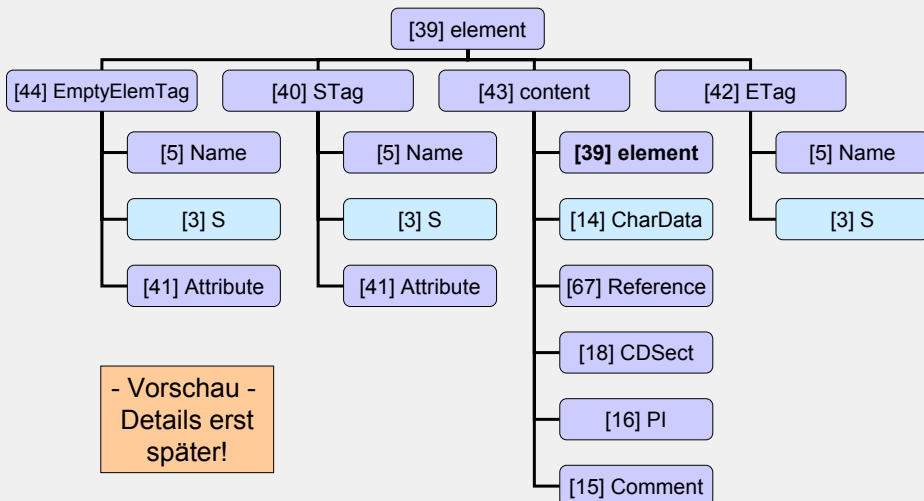 [39] element
[44] EmptyElemTag
[40] STag
[43] content
[42] ETag
[5] Name
[5] Name
[39] element
[5] Name
[3] S
[3] S
[14] CharData
[3] S
[41] Attribute
[41] Attribute
[67] Reference
[18] CDSect
- Vorschau -
Details erst
später!
[16] PI
[15] Comment